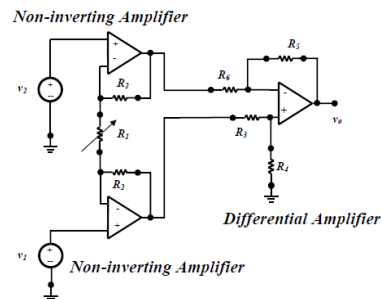 Non-inverting Amplifier
R5
R2
R6
v2
R1
R3
vo
R2
R4
Differential Amplifier
v1
Non-inverting Amplifier